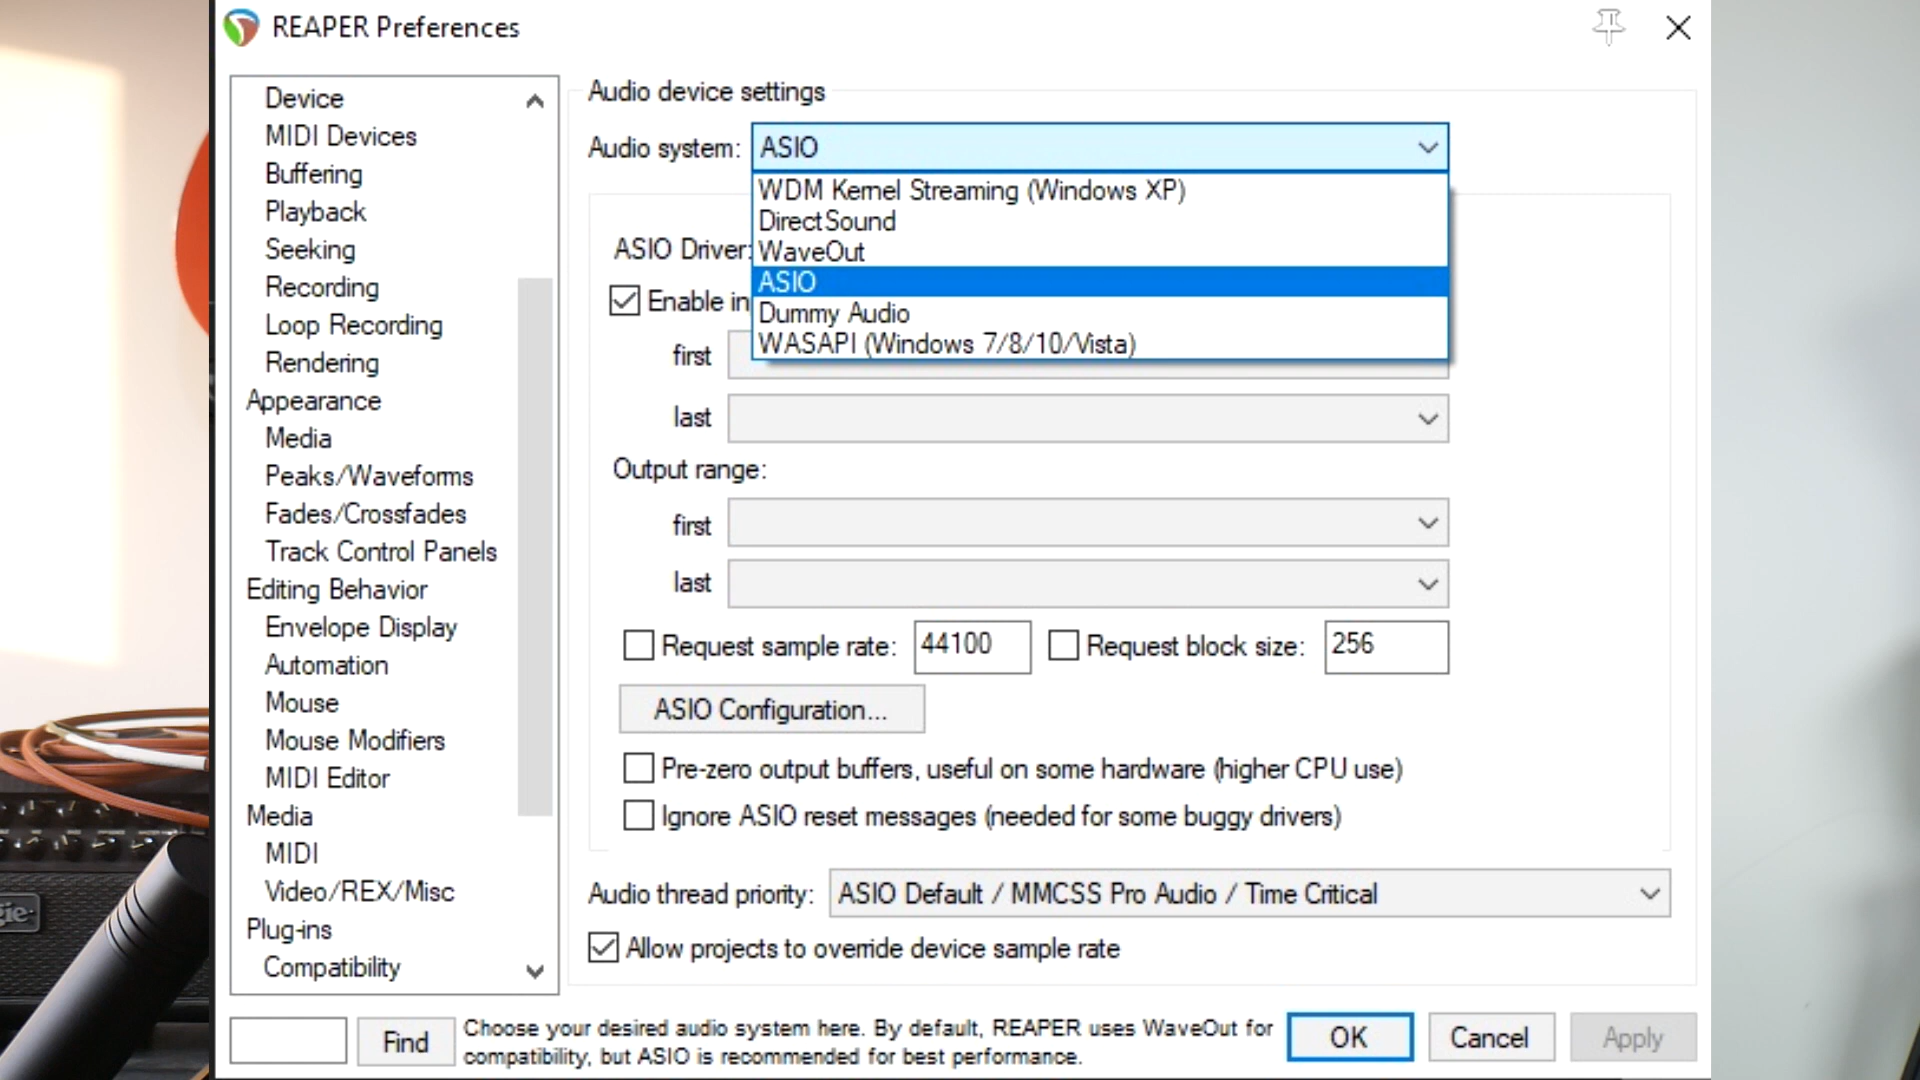 REAPER Preferences
Device
MIDI Devices
Buffering
Playback
Seeking
Recording
Loop Recording
Rendering
Appearance
Media
Peaks/Waveforms
Fades/Crossfades
Track Control Panels
Editing Behavior
Envelope Display
Automation
Mouse
Mouse Modifiers
MIDI Editor
Media
MIDI
Video/REX/Misc
Plug-ins
Compatibility
Find
Audio device settings
Audio system: ASIO
WDM Kernel Streaming (Windows XP)
DirectSound
WaveOut
ASIO
Dummy Audio
WASAPI (Windows 7/8/10/Vista)
ASIO Driver:
Enable in
first
last
Output range:
first
last
Request sample rate: 44100 Request block size: 256
ASIO Configuration...
Pre-zero output buffers, useful on some hardware (higher CPU use)
Ignore ASIO reset messages (needed for some buggy drivers)
Audio thread priority: ASIO Default / MMCSS Pro Audio / Time Critical
Allow projects to override device sample rate
Choose your desired audio system here. By default, REAPER uses WaveOut for
compatibility, but ASIO is recommended for best performance.
OK Cancel Apply